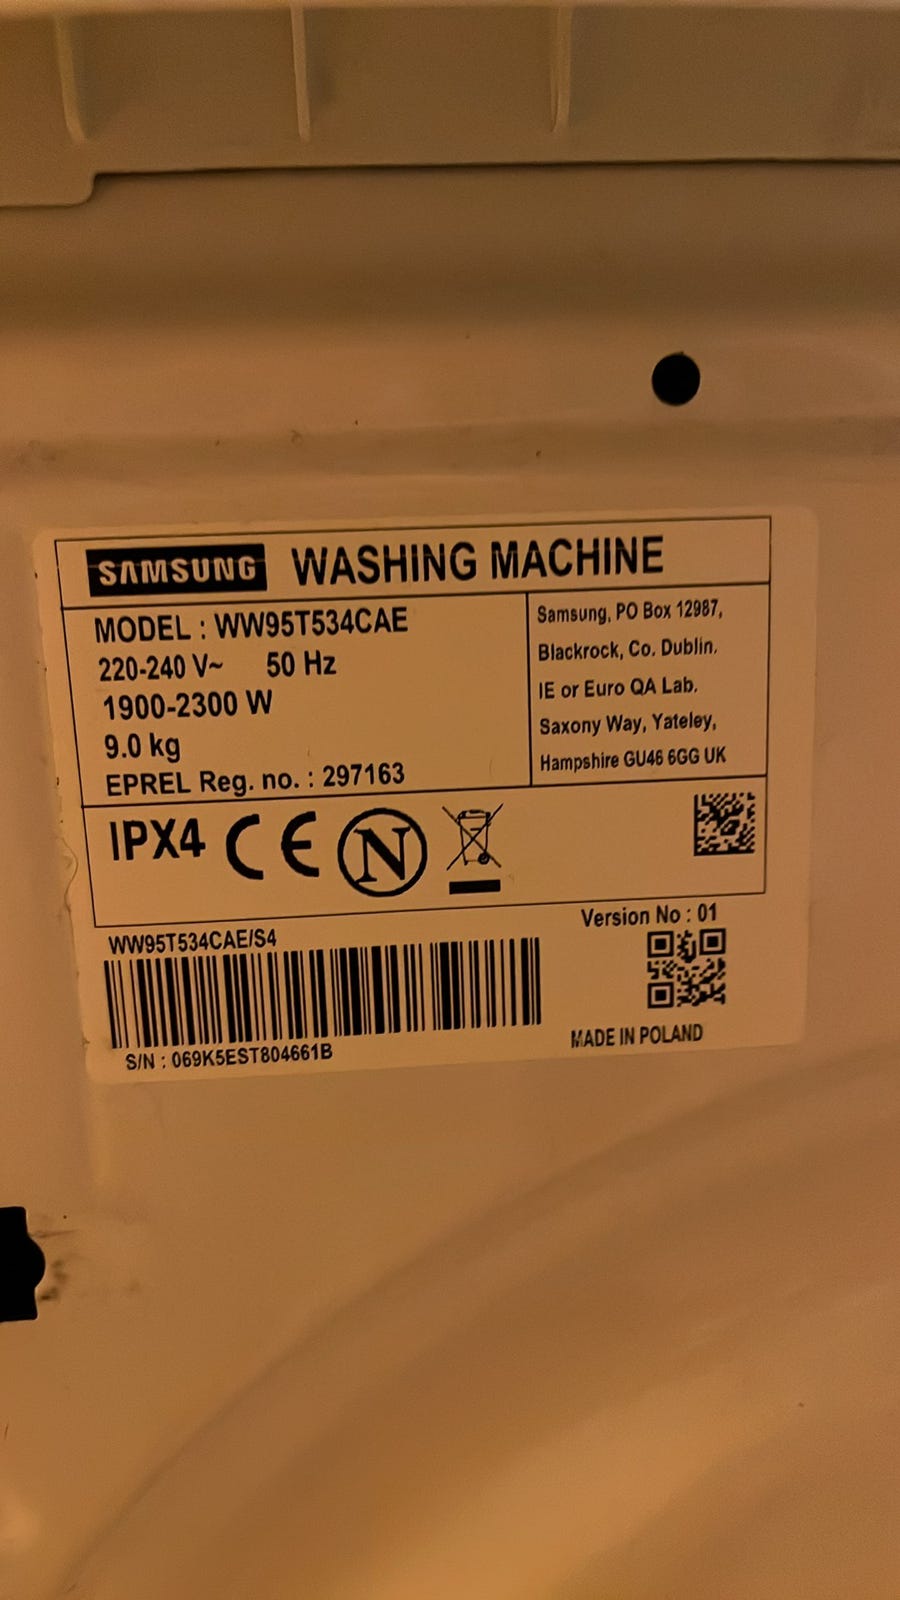 SAMSUNG WASHING MACHINE
MODEL : WW95T534CAE
220-240 V~ 50 Hz
1900-2300 W
9.0 kg
EPREL Reg. no. : 297163
Samsung, PO Box 12987,
Blackrock, Co. Dublin.
IE or Euro QA Lab.
Saxony Way, Yateley,
Hampshire GU46 6GG UK
IPX4 CE N
Version No : 01
WW95T534CAE/S4
S/N : 069K5EST804661B
MADE IN POLAND